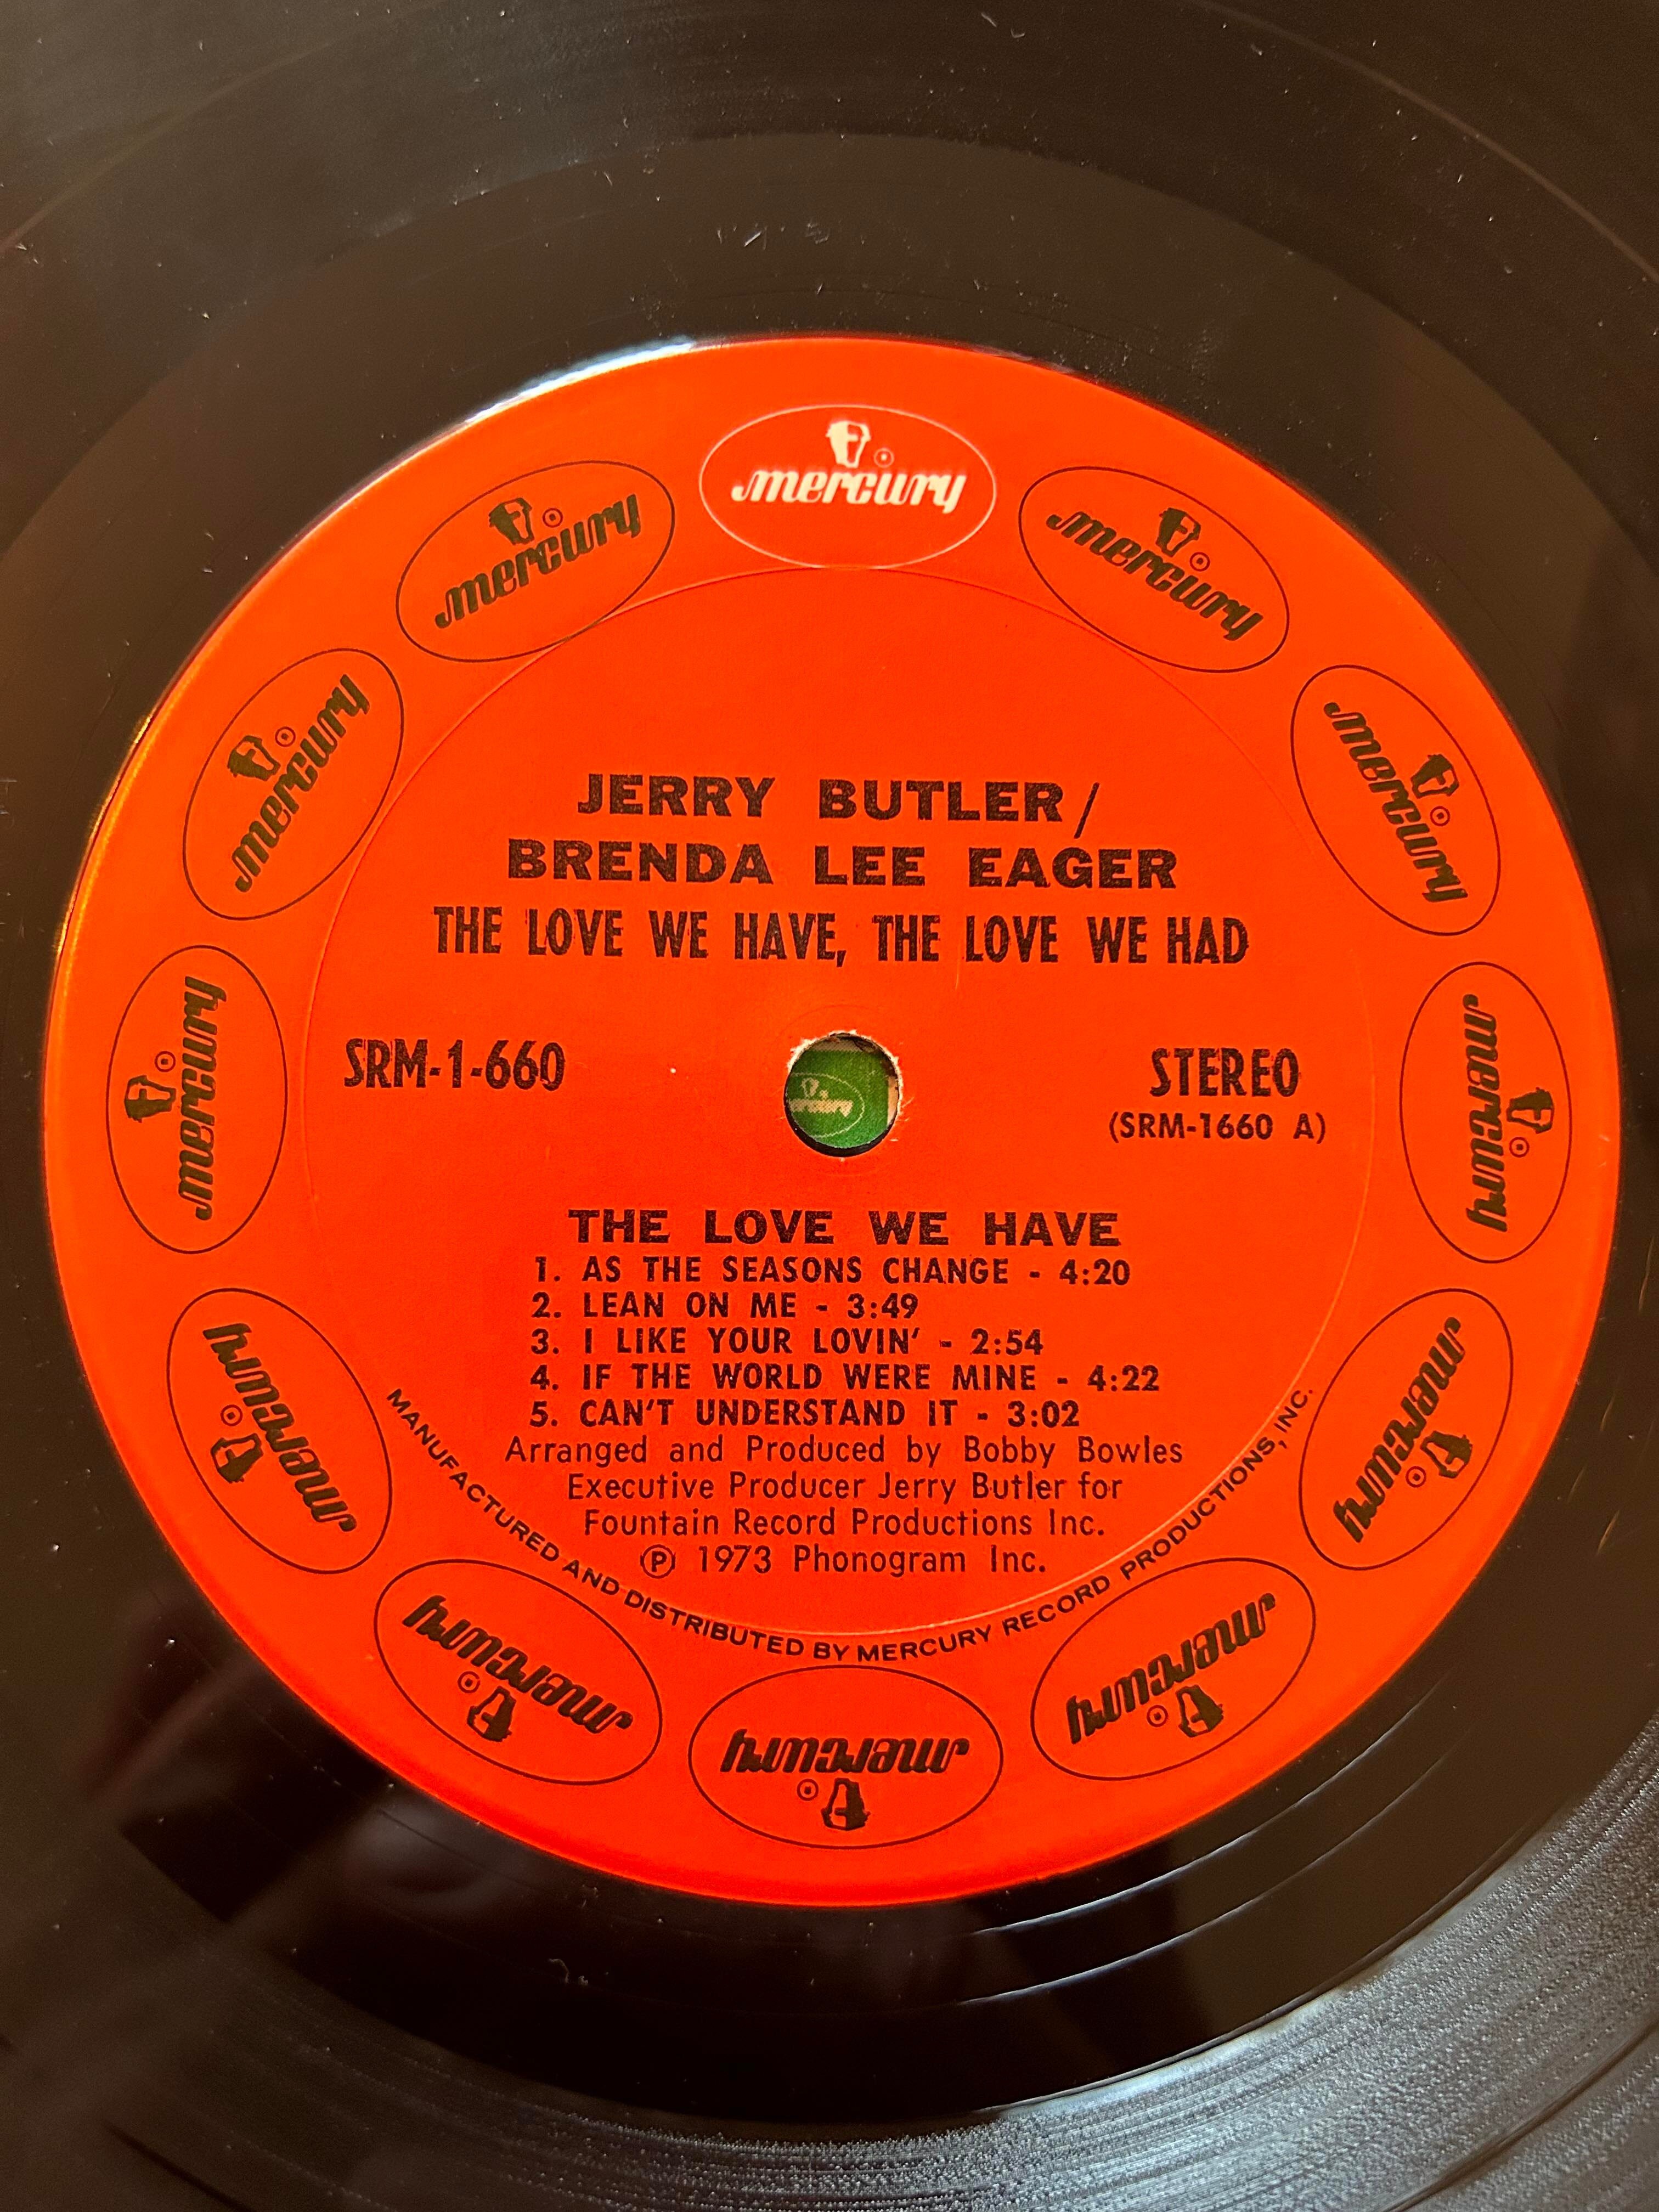 mercury
mercury
mercury
mercury
mercury
mercury
mercury
mercury
mercury
mercury
mercury
mercury
JERRY BUTLER/
BRENDA LEE EAGER
THE LOVE WE HAVE, THE LOVE WE HAD
SRM-1-660
mercury
STEREO
(SRM-1660 A)
THE LOVE WE HAVE
1. AS THE SEASONS CHANGE - 4:20
2. LEAN ON ME - 3:49
3. I LIKE YOUR LOVIN' - 2:54
4. IF THE WORLD WERE MINE - 4:22
5. CAN'T UNDERSTAND IT - 3:02
Arranged and Produced by Bobby Bowles
Executive Producer Jerry Butler for
Fountain Record Productions Inc.
Ⓟ 1973 Phonogram Inc.
MANUFACTURED AND DISTRIBUTED BY MERCURY RECORD PRODUCTIONS, INC.